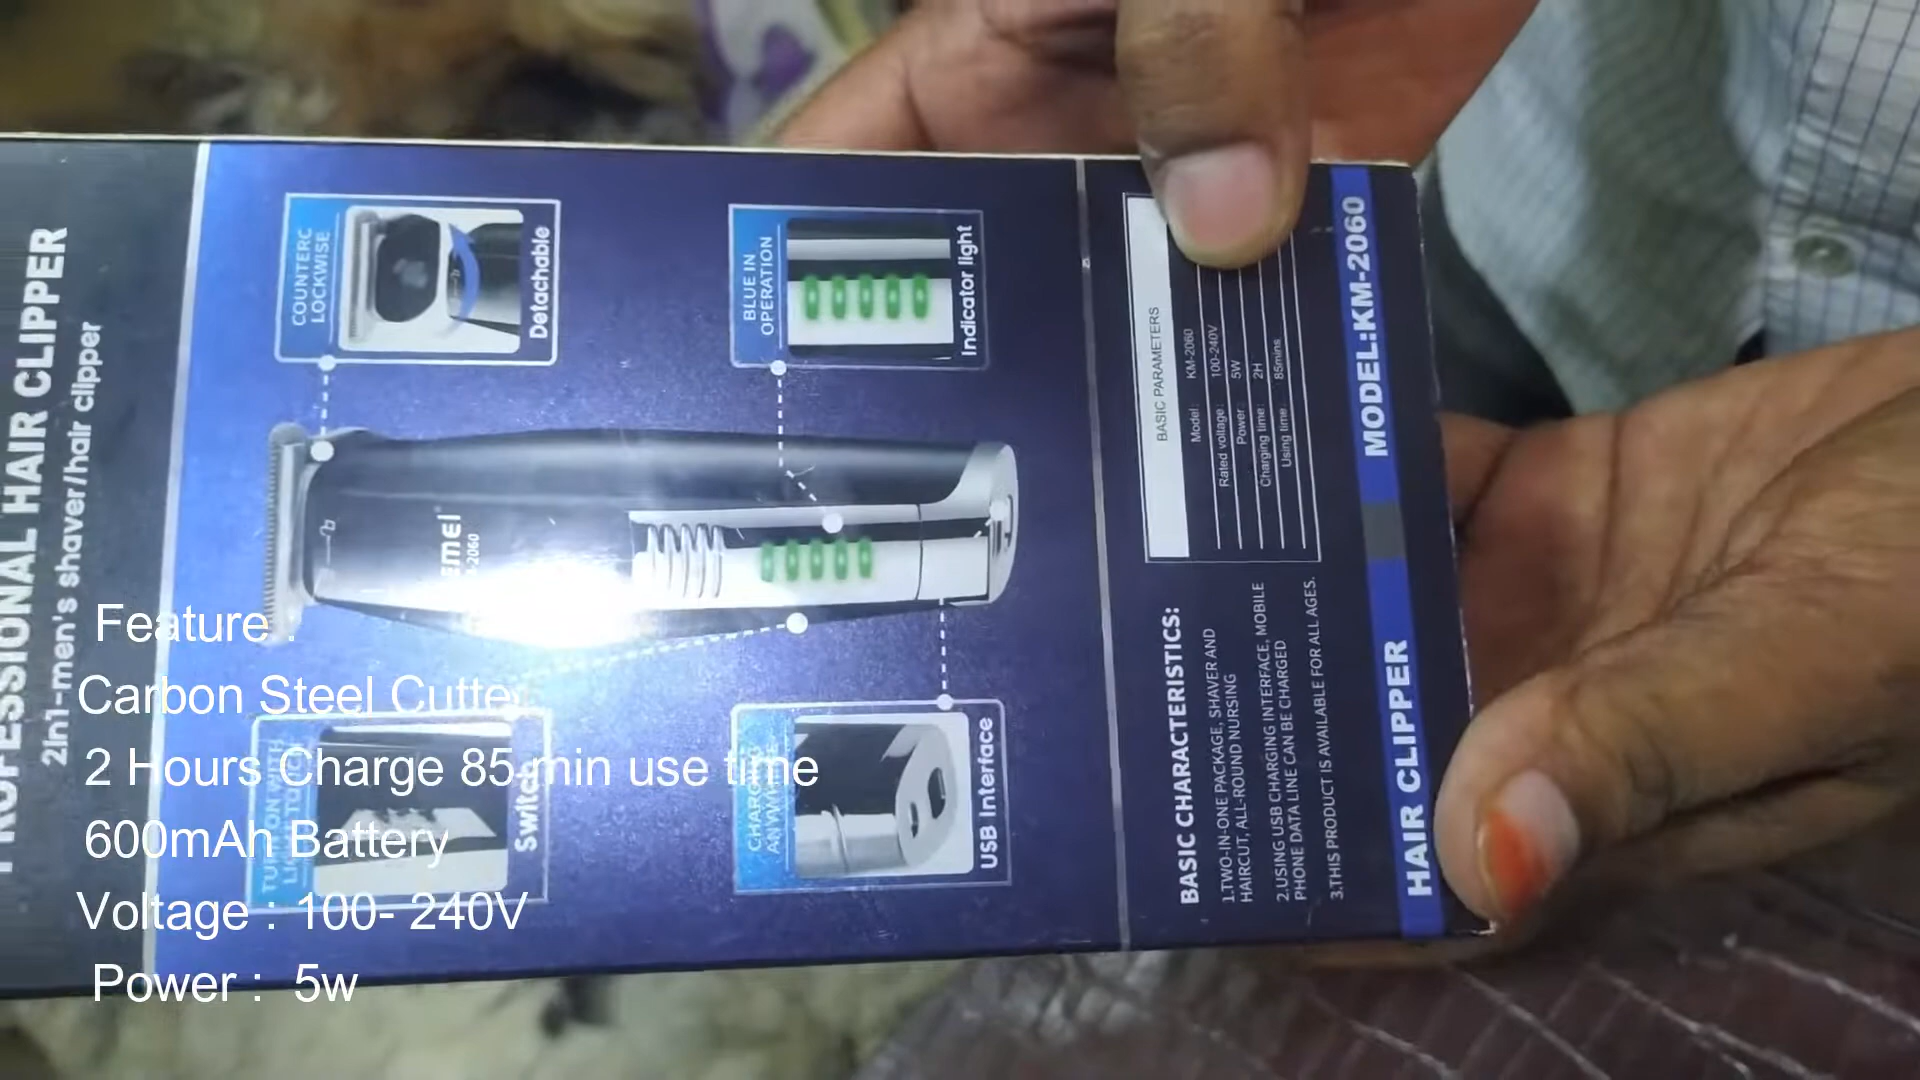 PROFESSIONAL HAIR CLIPPER
2in1-men's shaver/hair clipper
COUNTERC
LOCKWISE
Detachable
BLUE IN
OPERATION
Indicator light
Switch
CHARGING
ANYWHERE
USB Interface
BASIC PARAMETERS
Model: KM-2060
Rated voltage: 100-240V
Power: 5W
Charging time: 2H
Using time: 85mins
BASIC CHARACTERISTICS:
1.TWO-IN-ONE PACKAGE, SHAVER AND
HAIRCUT, ALL-ROUND NURSING
2.USING USB CHARGING INTERFACE, MOBILE
PHONE DATA LINE CAN BE CHARGED
3.THIS PRODUCT IS AVAILABLE FOR ALL AGES.
HAIR CLIPPER MODEL:KM-2060
Feature :
Carbon Steel Cutter
2 Hours Charge 85 min use time
600mAh Battery
Voltage : 100- 240V
Power : 5w